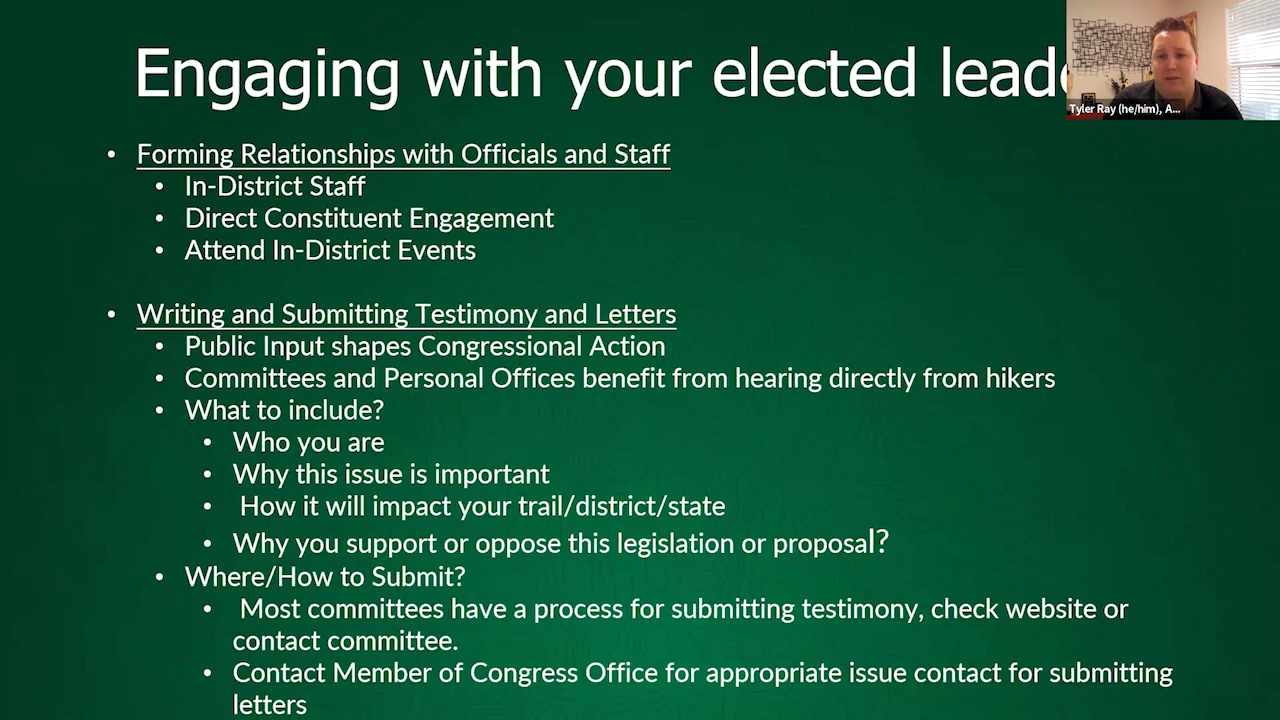 Engaging with your elected lead
Tyler Ray (he/him), A...
• Forming Relationships with Officials and Staff
• In-District Staff
• Direct Constituent Engagement
• Attend In-District Events
• Writing and Submitting Testimony and Letters
• Public Input shapes Congressional Action
• Committees and Personal Offices benefit from hearing directly from hikers
• What to include?
• Who you are
• Why this issue is important
• How it will impact your trail/district/state
• Why you support or oppose this legislation or proposal?
• Where/How to Submit?
• Most committees have a process for submitting testimony, check website or
contact committee.
• Contact Member of Congress Office for appropriate issue contact for submitting
letters